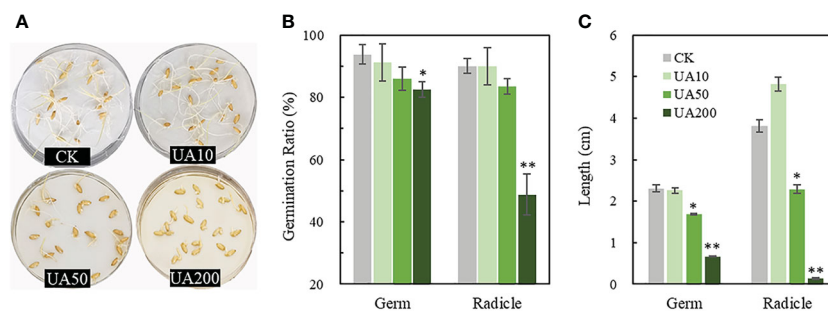 A
CK
UA10
UA50
UA200
B
Germination Ratio (%)
100
80
60
40
20
*
**
Germ
Radicle
C
Length (cm)
6
5
4
3
2
1
0
CK
UA10
UA50
UA200
*
**
*
**
Germ
Radicle